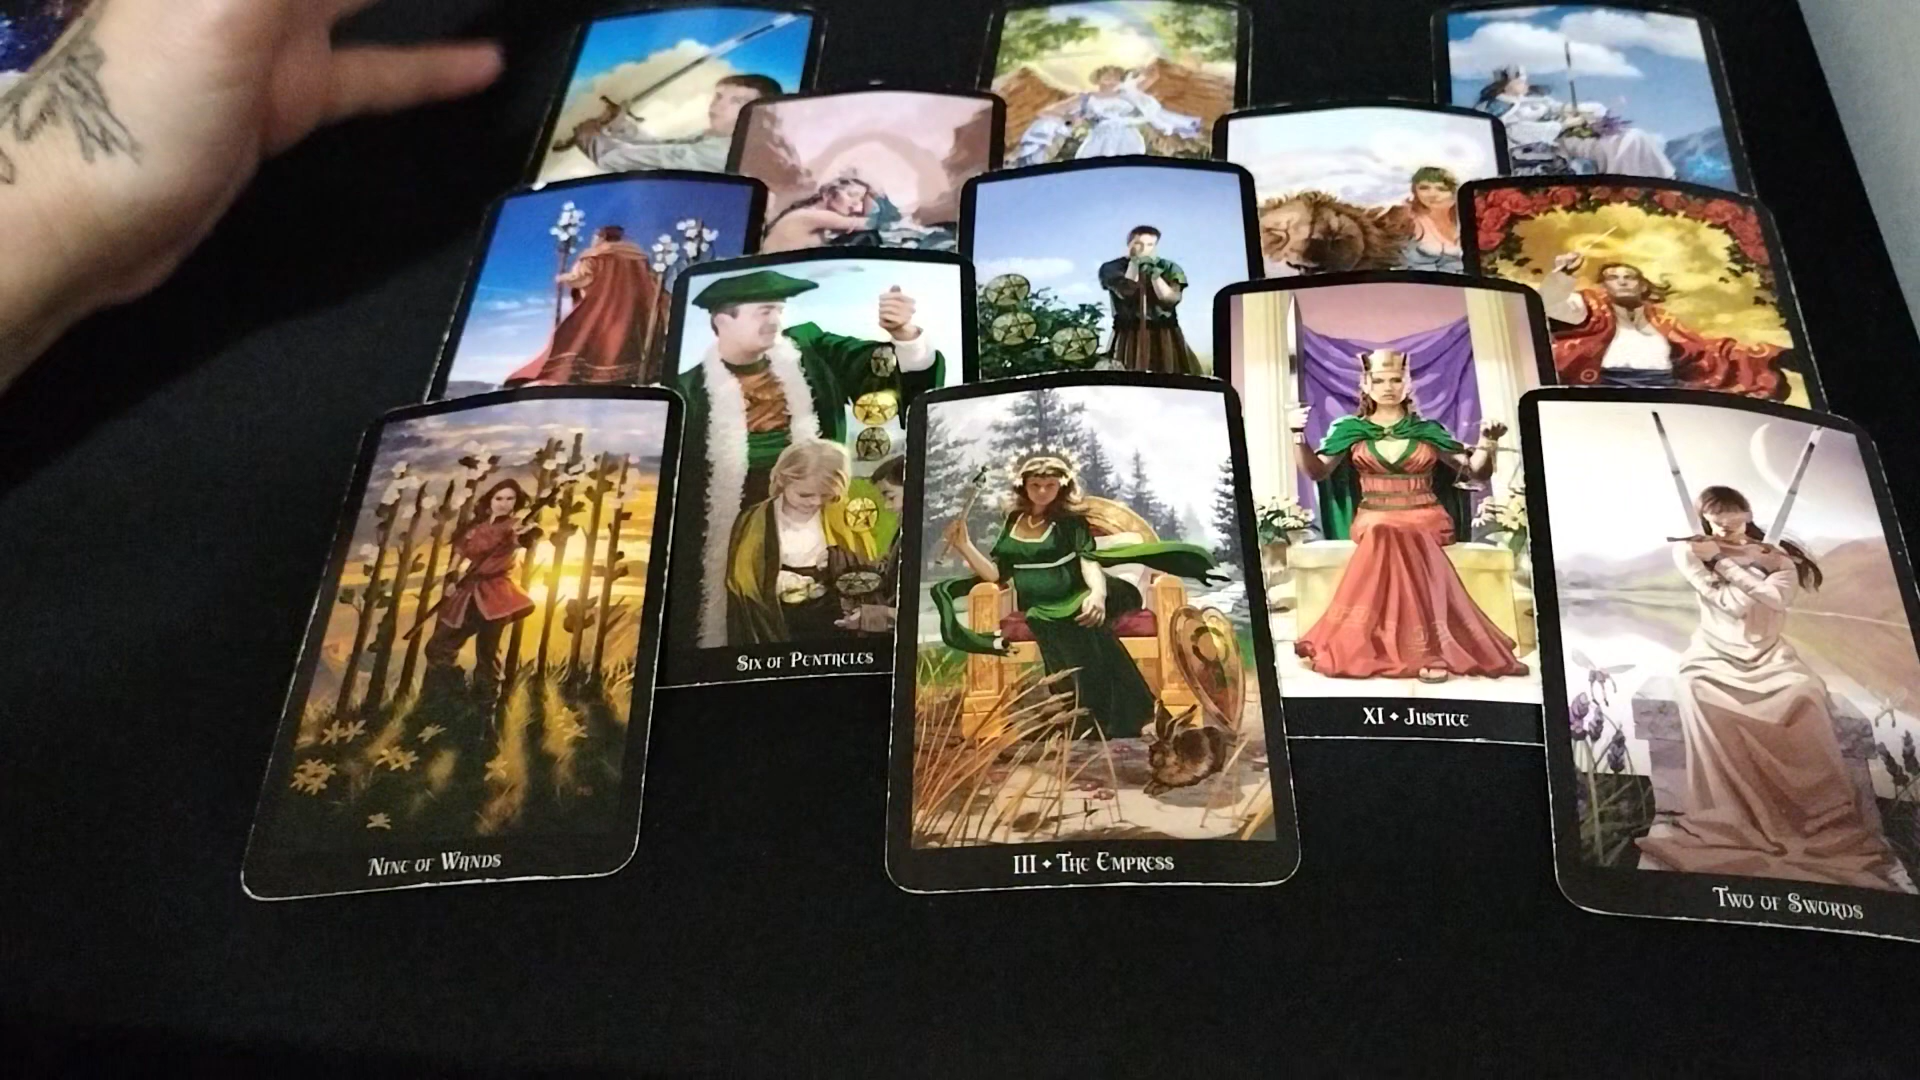 Six of Pentacles
XI ♦ Justice
Nine of Wands
III ♦ The Empress
Two of Swords